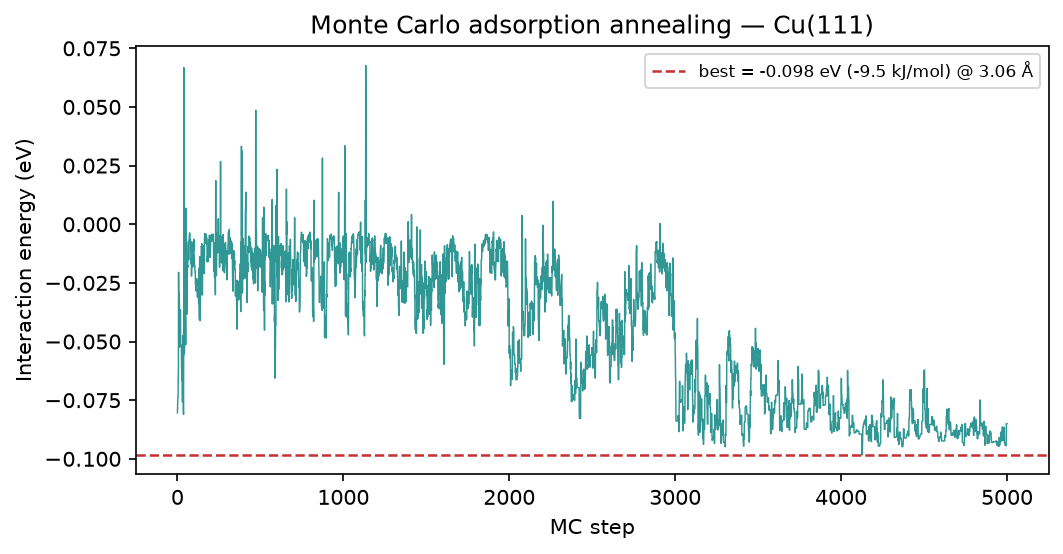 Monte Carlo adsorption annealing — Cu(111)
best = -0.098 eV (-9.5 kJ/mol) @ 3.06 Å
Interaction energy (eV)
0.075
0.050
0.025
0.000
−0.025
−0.050
−0.075
−0.100
0 1000 2000 3000 4000 5000
MC step